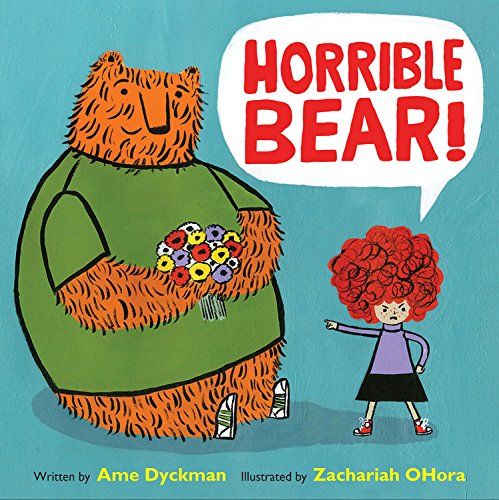 HORRIBLE
BEAR!
Written by Ame Dyckman Illustrated by Zachariah OHora